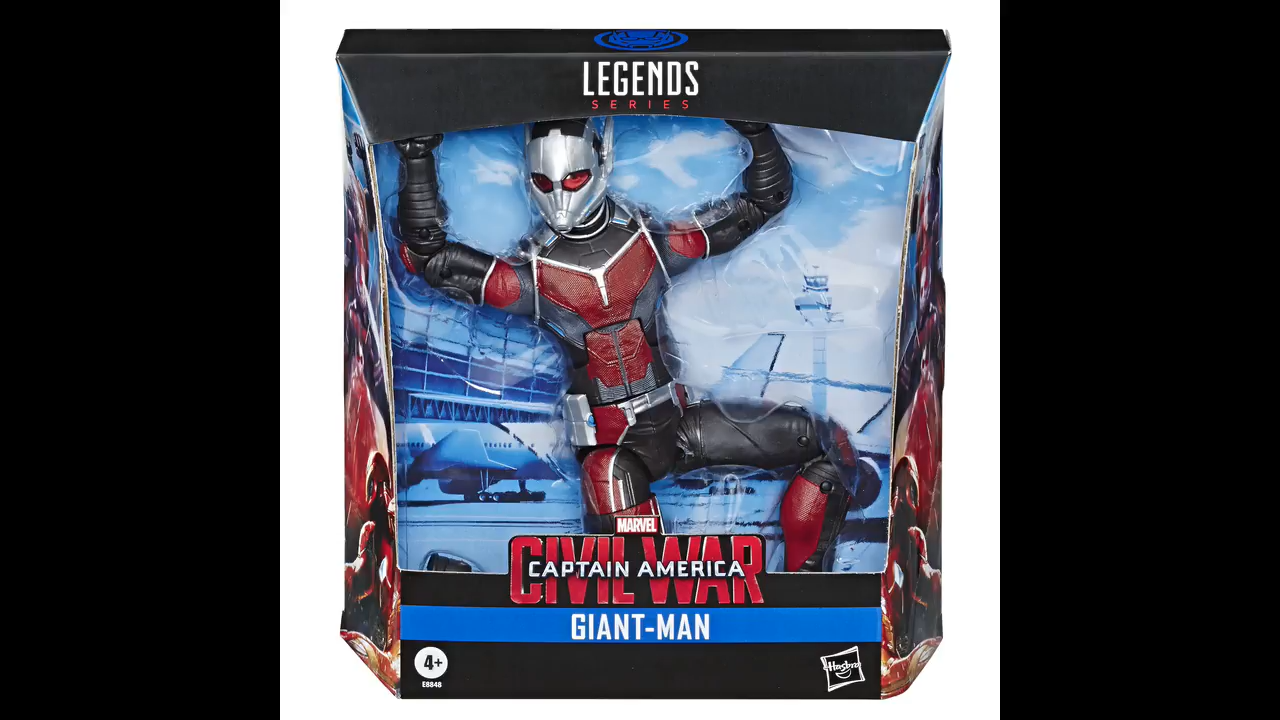 LEGENDS
SERIES
MARVEL
CIVIL WAR
CAPTAIN AMERICA
GIANT-MAN
4+
E8848
Hasbro